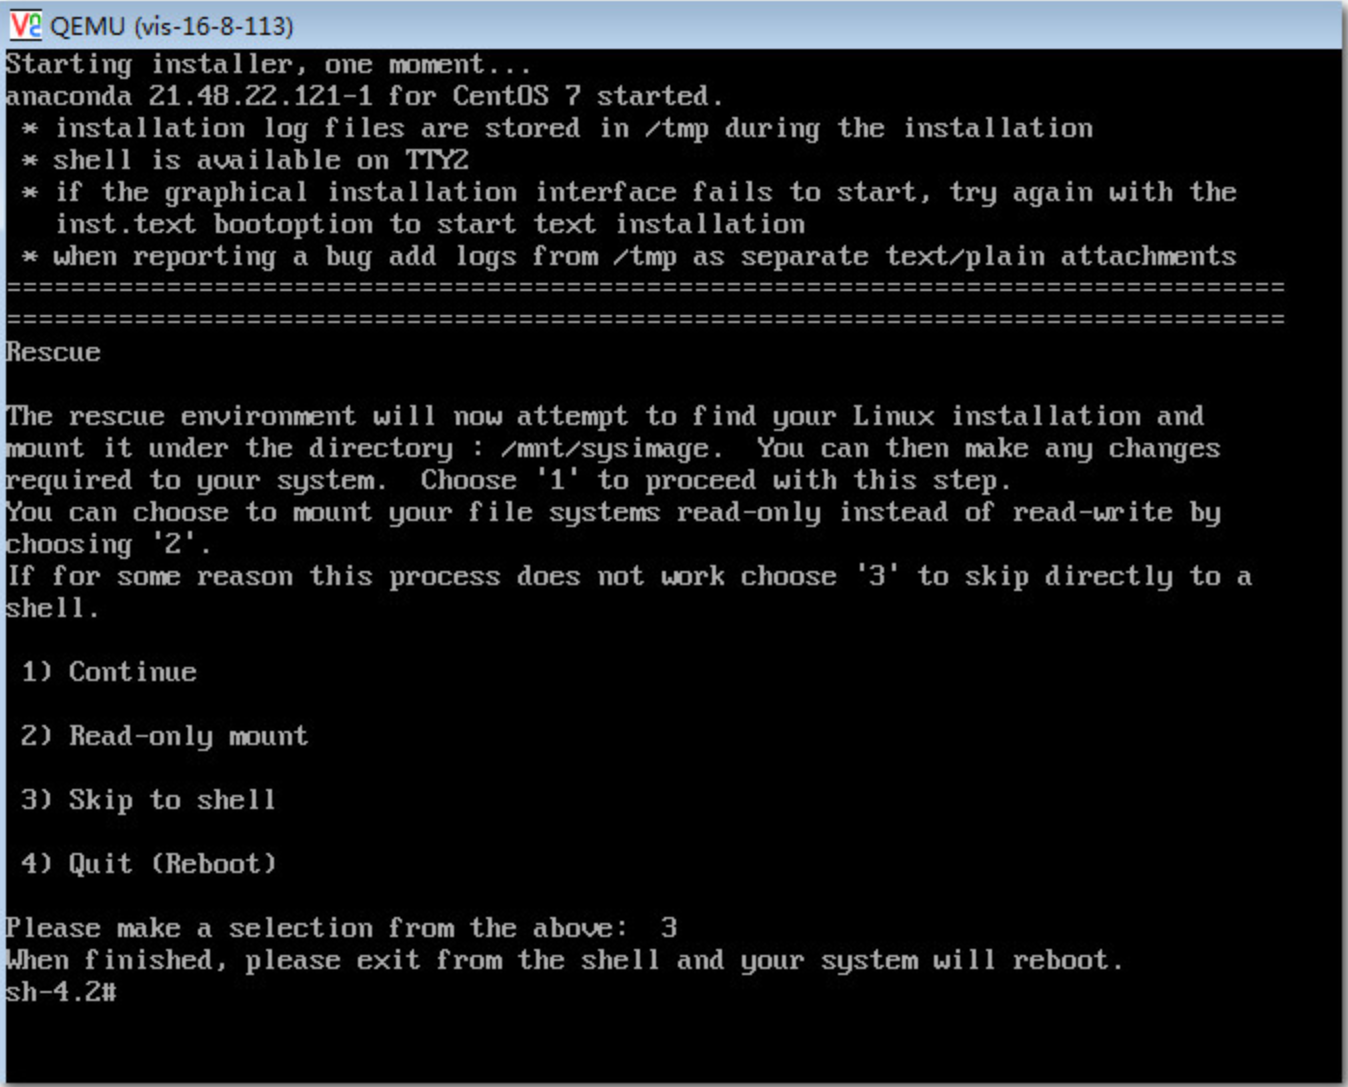 QEMU (vis-16-8-113)
Starting installer, one moment...
anaconda 21.48.22.121-1 for CentOS 7 started.
 * installation log files are stored in /tmp during the installation
 * shell is available on TTY2
 * if the graphical installation interface fails to start, try again with the
   inst.text bootoption to start text installation
 * when reporting a bug add logs from /tmp as separate text/plain attachments
================================================================================
================================================================================
Rescue
The rescue environment will now attempt to find your Linux installation and
mount it under the directory : /mnt/sysimage.  You can then make any changes
required to your system.  Choose '1' to proceed with this step.
You can choose to mount your file systems read-only instead of read-write by
choosing '2'.
If for some reason this process does not work choose '3' to skip directly to a
shell.
 1) Continue
 2) Read-only mount
 3) Skip to shell
 4) Quit (Reboot)
Please make a selection from the above:  3
When finished, please exit from the shell and your system will reboot.
sh-4.2#